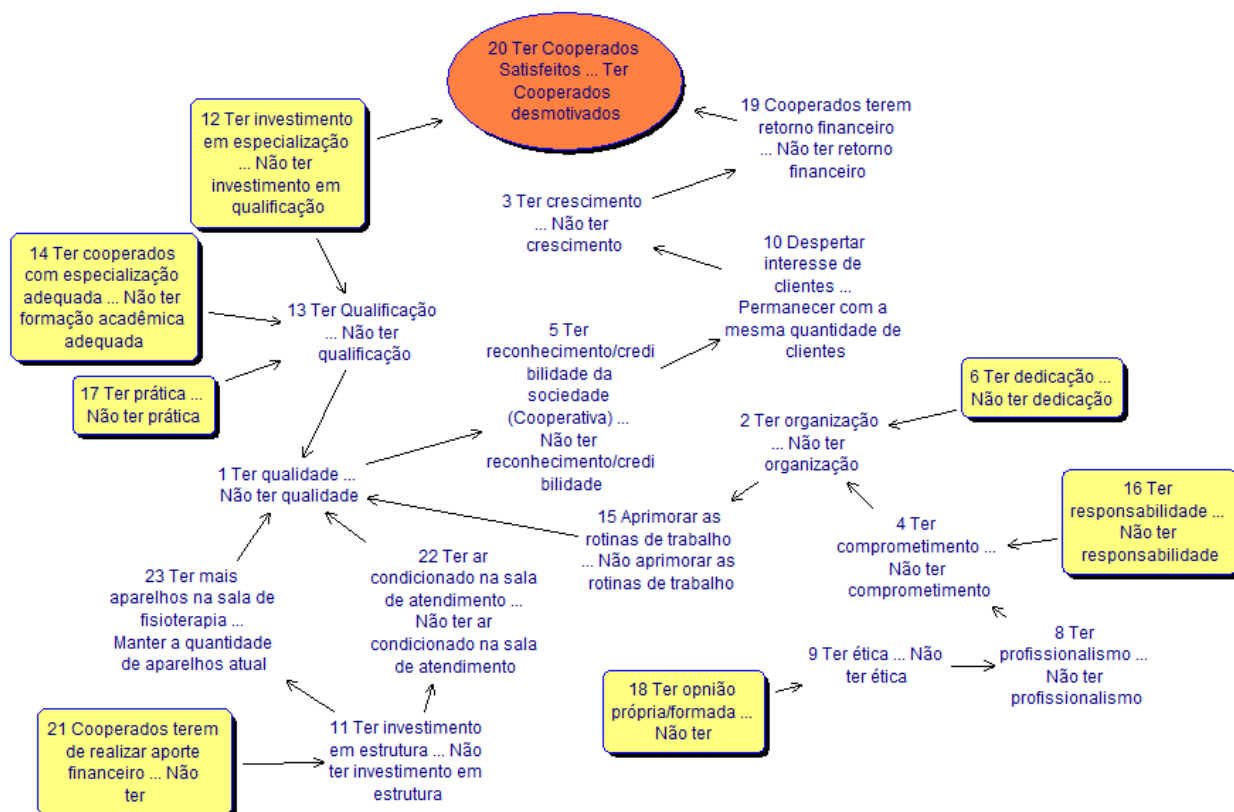 20 Ter Cooperados
Satisfeitos ... Ter
Cooperados
desmotivados
12 Ter investimento
em especialização
... Não ter
investimento em
qualificação
19 Cooperados terem
retorno financeiro
... Não ter retorno
financeiro
3 Ter crescimento
... Não ter
crescimento
14 Ter cooperados
com especialização
adequada ... Não ter
formação acadêmica
adequada
10 Despertar
interesse de
clientes ...
Permanecer com a
mesma quantidade de
clientes
13 Ter Qualificação
... Não ter
qualificação
5 Ter
reconhecimento/credi
bilidade da
sociedade
(Cooperativa) ...
Não ter
reconhecimento/credi
bilidade
17 Ter prática ...
Não ter prática
6 Ter dedicação ...
Não ter dedicação
2 Ter organização
... Não ter
organização
1 Ter qualidade ...
Não ter qualidade
16 Ter
responsabilidade ...
Não ter
responsabilidade
15 Aprimorar as
rotinas de trabalho
... Não aprimorar as
rotinas de trabalho
4 Ter
comprometimento ...
Não ter
comprometimento
22 Ter ar
condicionado na sala
de atendimento ...
Não ter ar
condicionado na sala
de atendimento
23 Ter mais
aparelhos na sala de
fisioterapia ...
Manter a quantidade
de aparelhos atual
8 Ter
profissionalismo ...
Não ter
profissionalismo
9 Ter ética ... Não
ter ética
18 Ter opnião
própria/formada ...
Não ter
21 Cooperados terem
de realizar aporte
financeiro ... Não
ter
11 Ter investimento
em estrutura ... Não
ter investimento em
estrutura